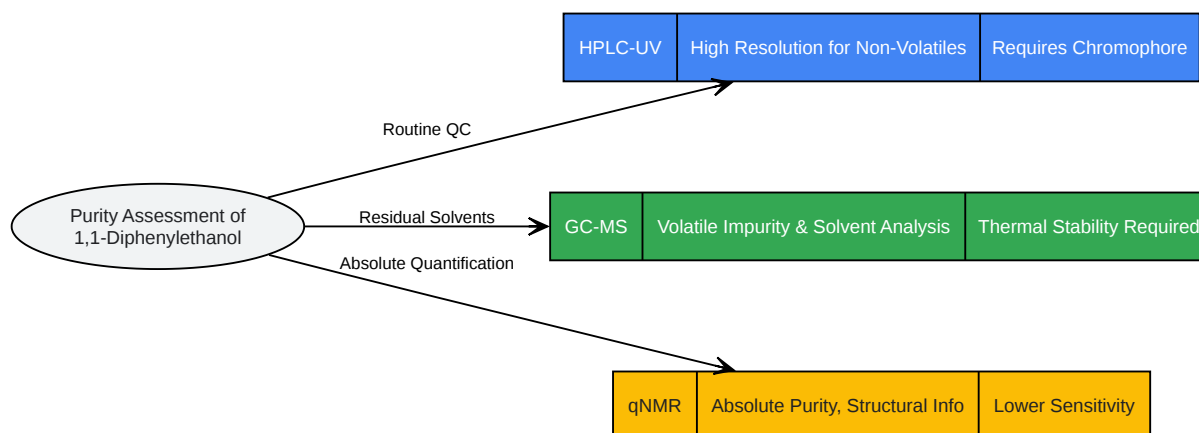 HPLC-UV High Resolution for Non-Volatiles Requires Chromophore
Routine QC
Purity Assessment of
1,1-Diphenylethanol
Residual Solvents
GC-MS Volatile Impurity & Solvent Analysis Thermal Stability Required
Absolute Quantification
qNMR Absolute Purity, Structural Info Lower Sensitivity